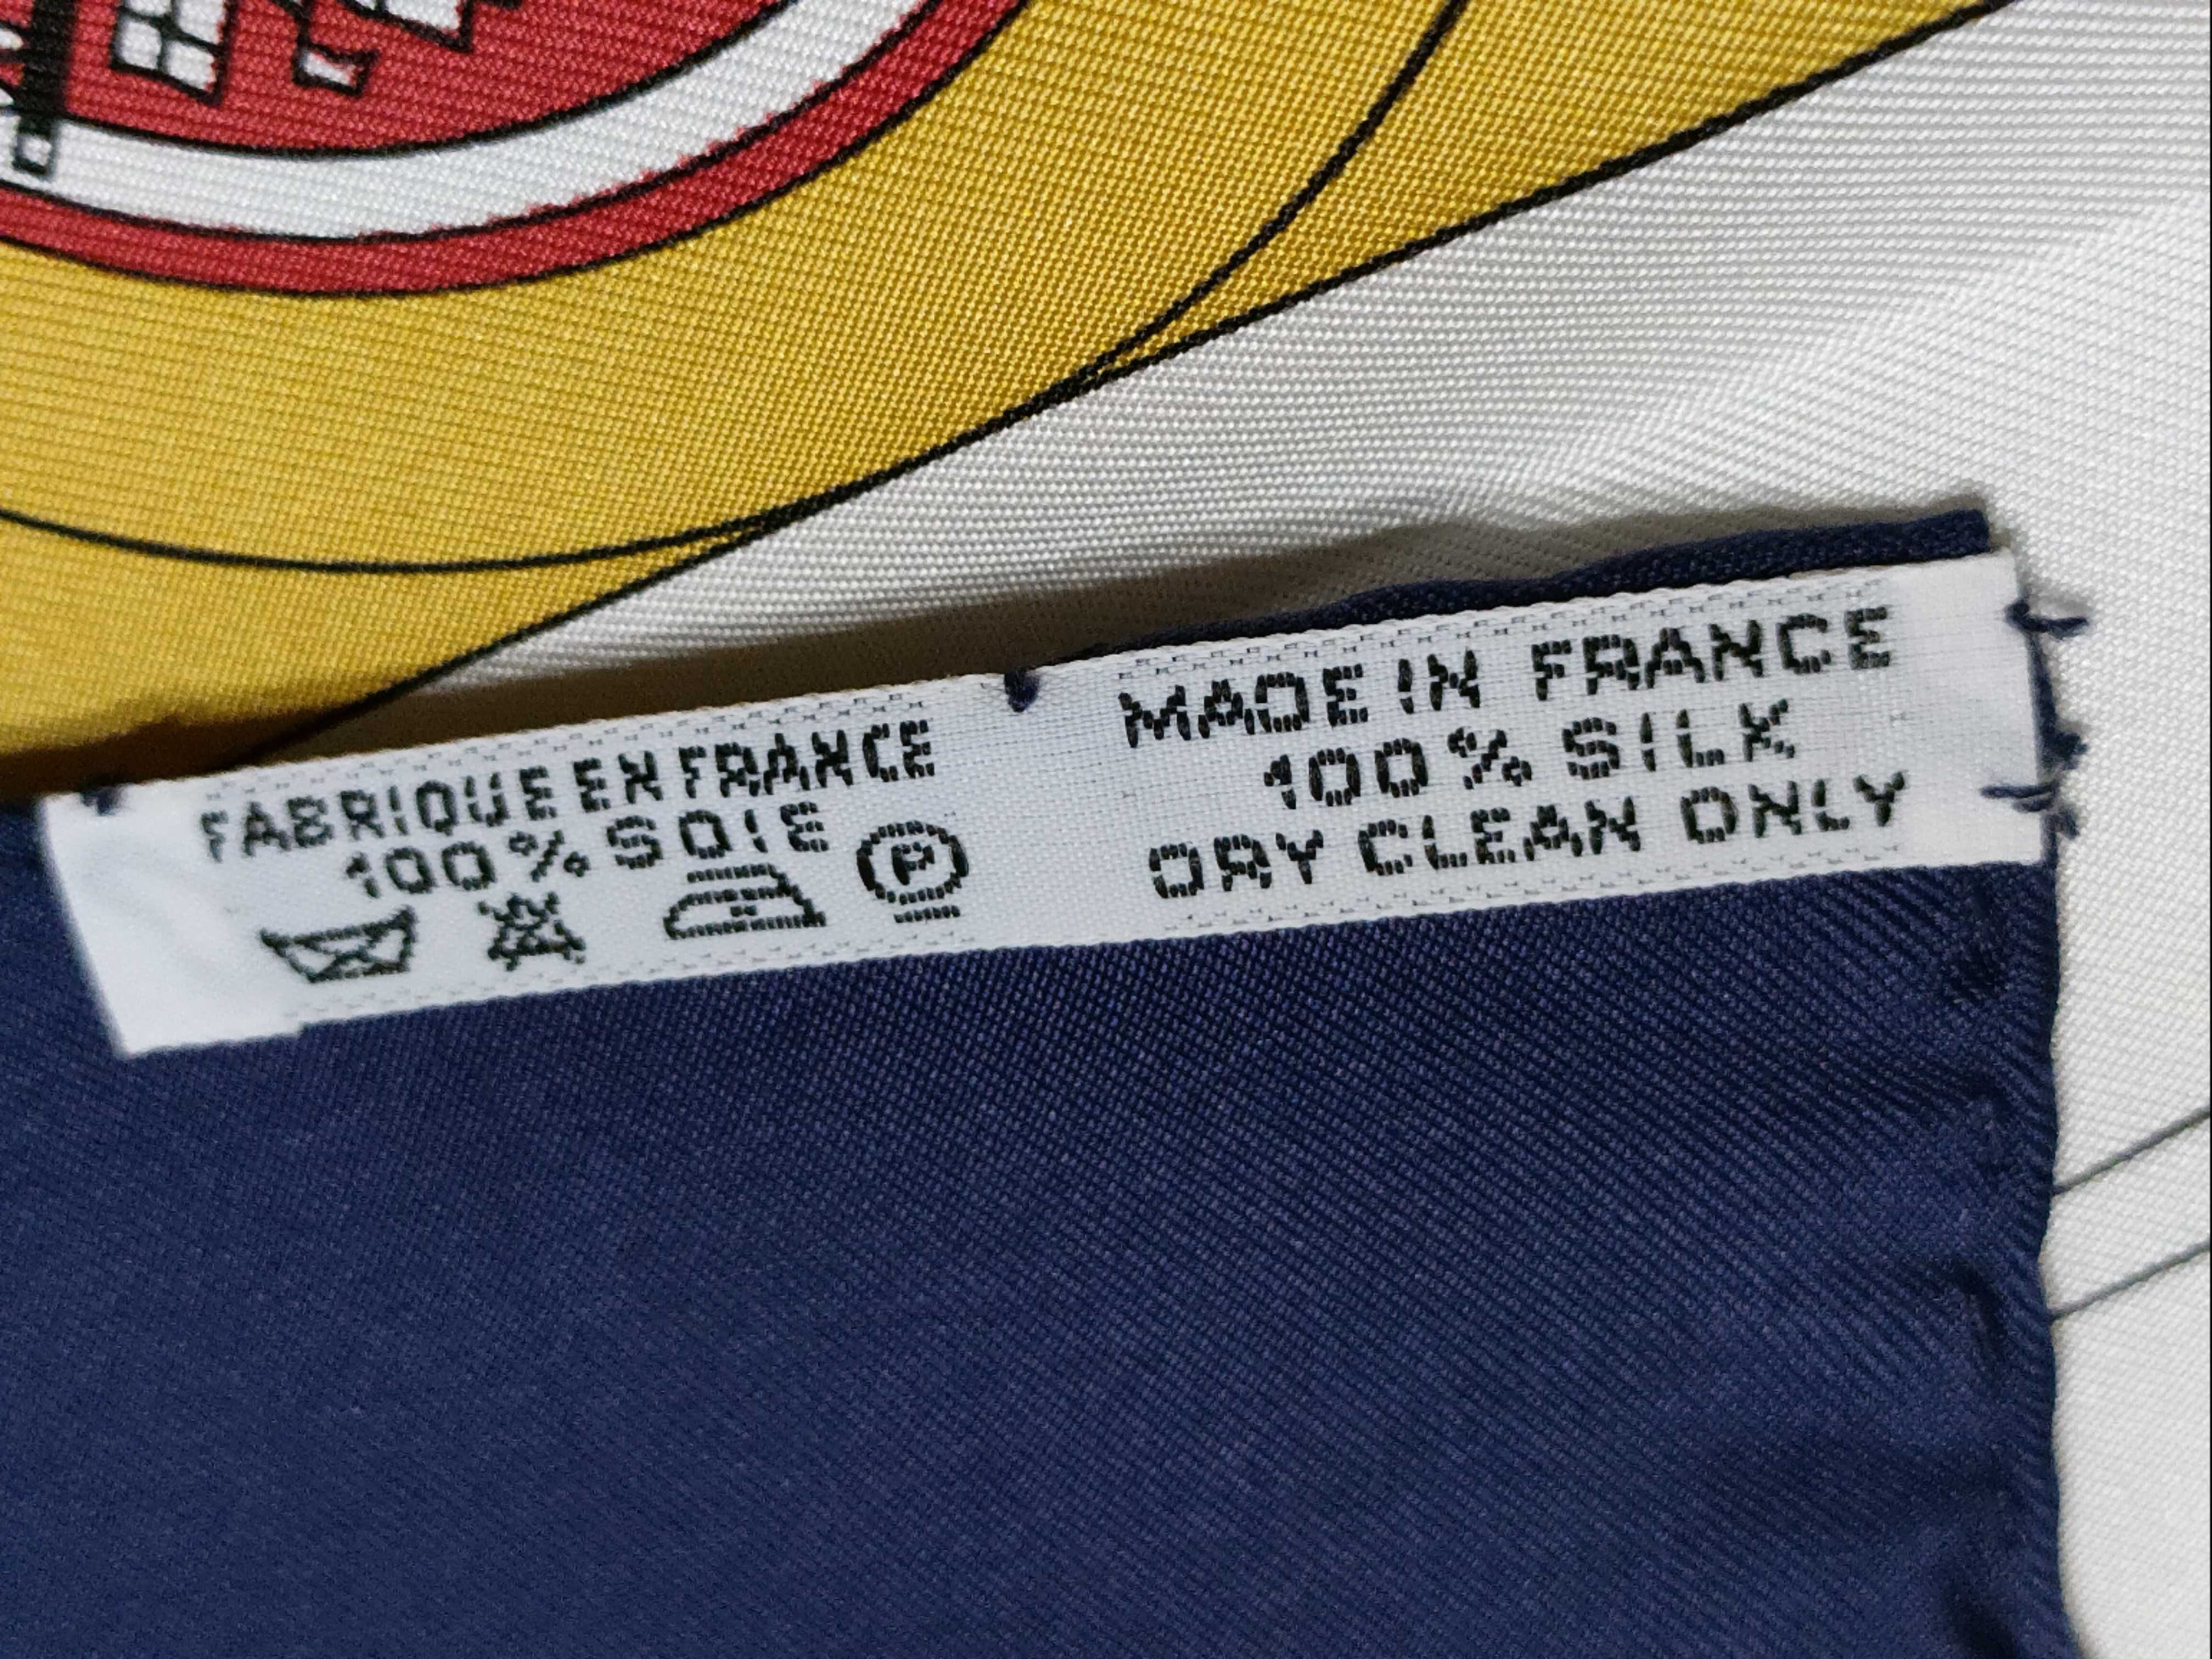 FABRIQUE EN FRANCE
100% SOIE
P
MADE IN FRANCE
100% SILK
DRY CLEAN ONLY